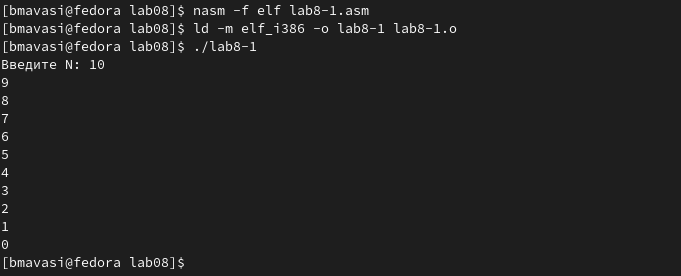 [bmavasi@fedora lab08]$ nasm -f elf lab8-1.asm
[bmavasi@fedora lab08]$ ld -m elf_i386 -o lab8-1 lab8-1.o
[bmavasi@fedora lab08]$ ./lab8-1
Введите N: 10
9
8
7
6
5
4
3
2
1
0
[bmavasi@fedora lab08]$